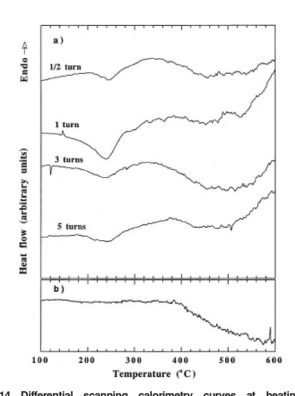 a )
Endo →
1/2 turn
1 turn
3 turns
5 turns
Heat flow (arbitrary units)
b )
100 200 300 400 500 600
Temperature (°C)
14 Differential scanning calorimetry curves at heating